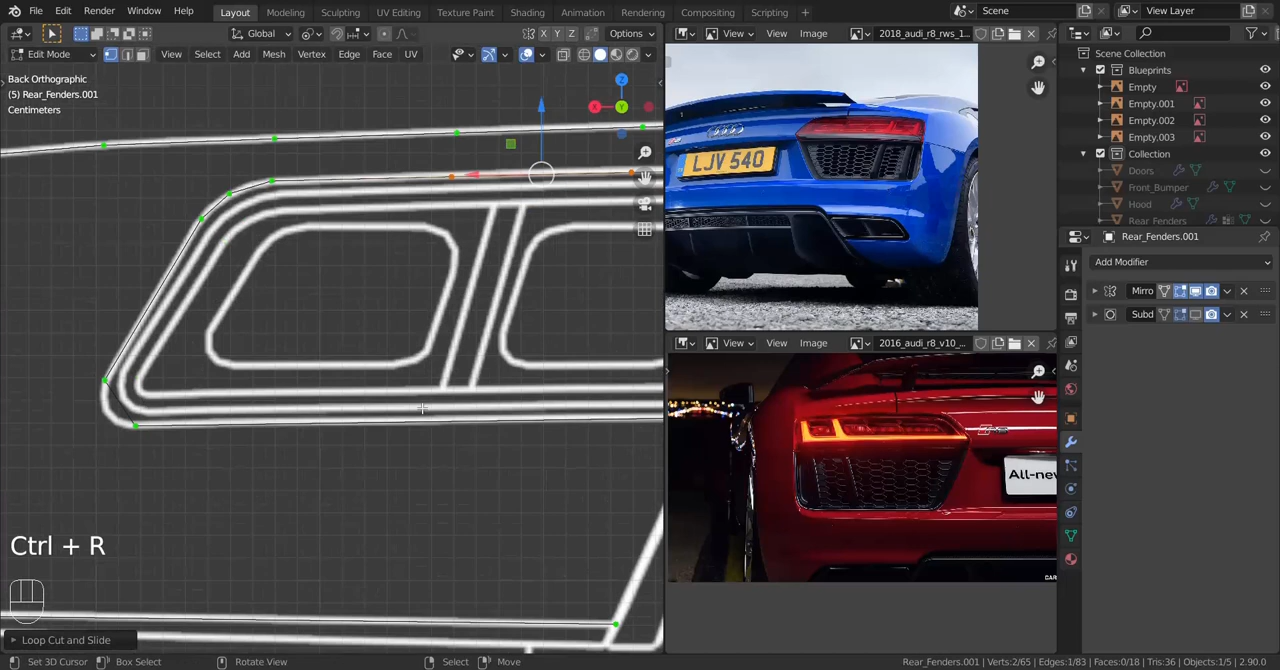 File Edit Render Window Help Layout Modeling Sculpting UV Editing Texture Paint Shading Animation Rendering Compositing Scripting + Scene View Layer
Global X Y Z Options View View Image 2018_audi_r8_rws_1...
Edit Mode View Select Add Mesh Vertex Edge Face UV Scene Collection
Back Orthographic
(5) Rear_Fenders.001
Centimeters
Z
X
Y
Blueprints
Empty
Empty.001
Empty.002
Empty.003
Collection
Doors
Front_Bumper
Hood
Rear Fenders
LJV 540
Rear_Fenders.001
Add Modifier
Mirro
Subd
View View Image 2016_audi_r8_v10_...
All-new
CAR
Ctrl + R
Loop Cut and Slide
Set 3D Cursor Box Select Rotate View Select Move Rear_Fenders.001 | Verts:2/65 | Edges:1/83 | Faces:0/18 | Tris:36 | Objects:1/5 | 2.90.0